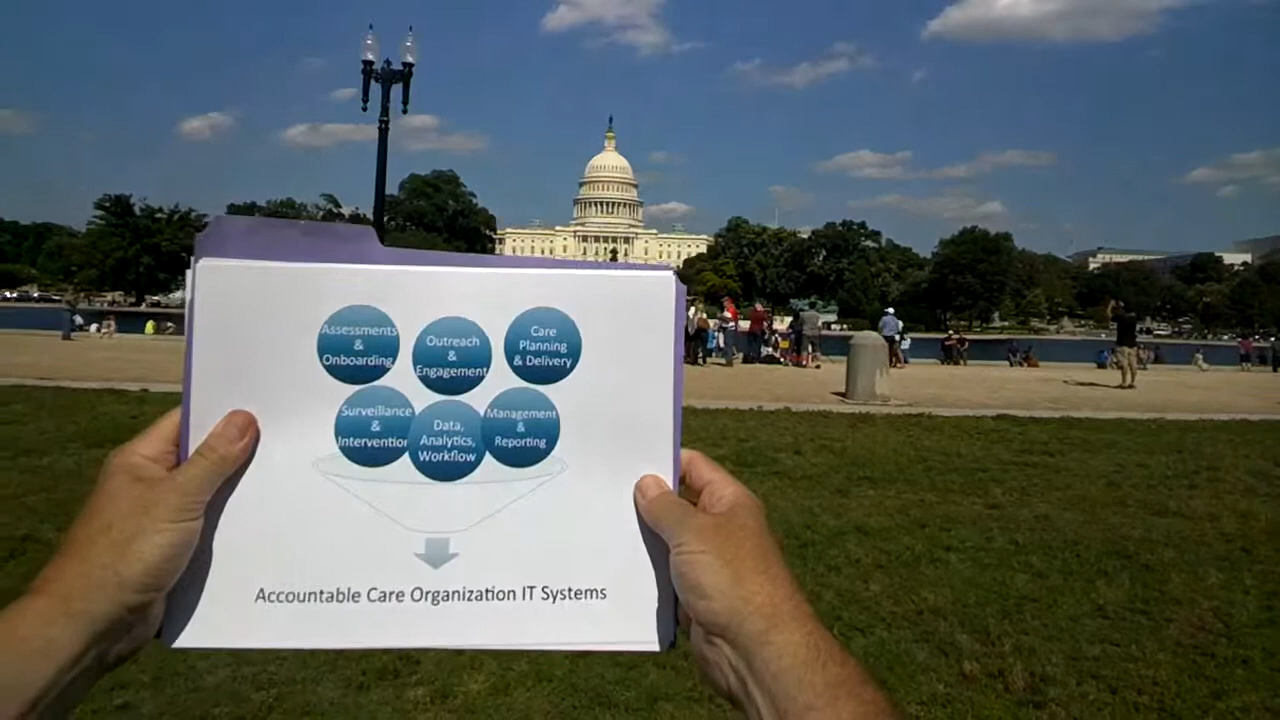 Assessments
&
Onboarding
Outreach
&
Engagement
Care
Planning
& Delivery
Surveillance
&
Intervention
Data,
Analytics,
Workflow
Management
&
Reporting
Accountable Care Organization IT Systems